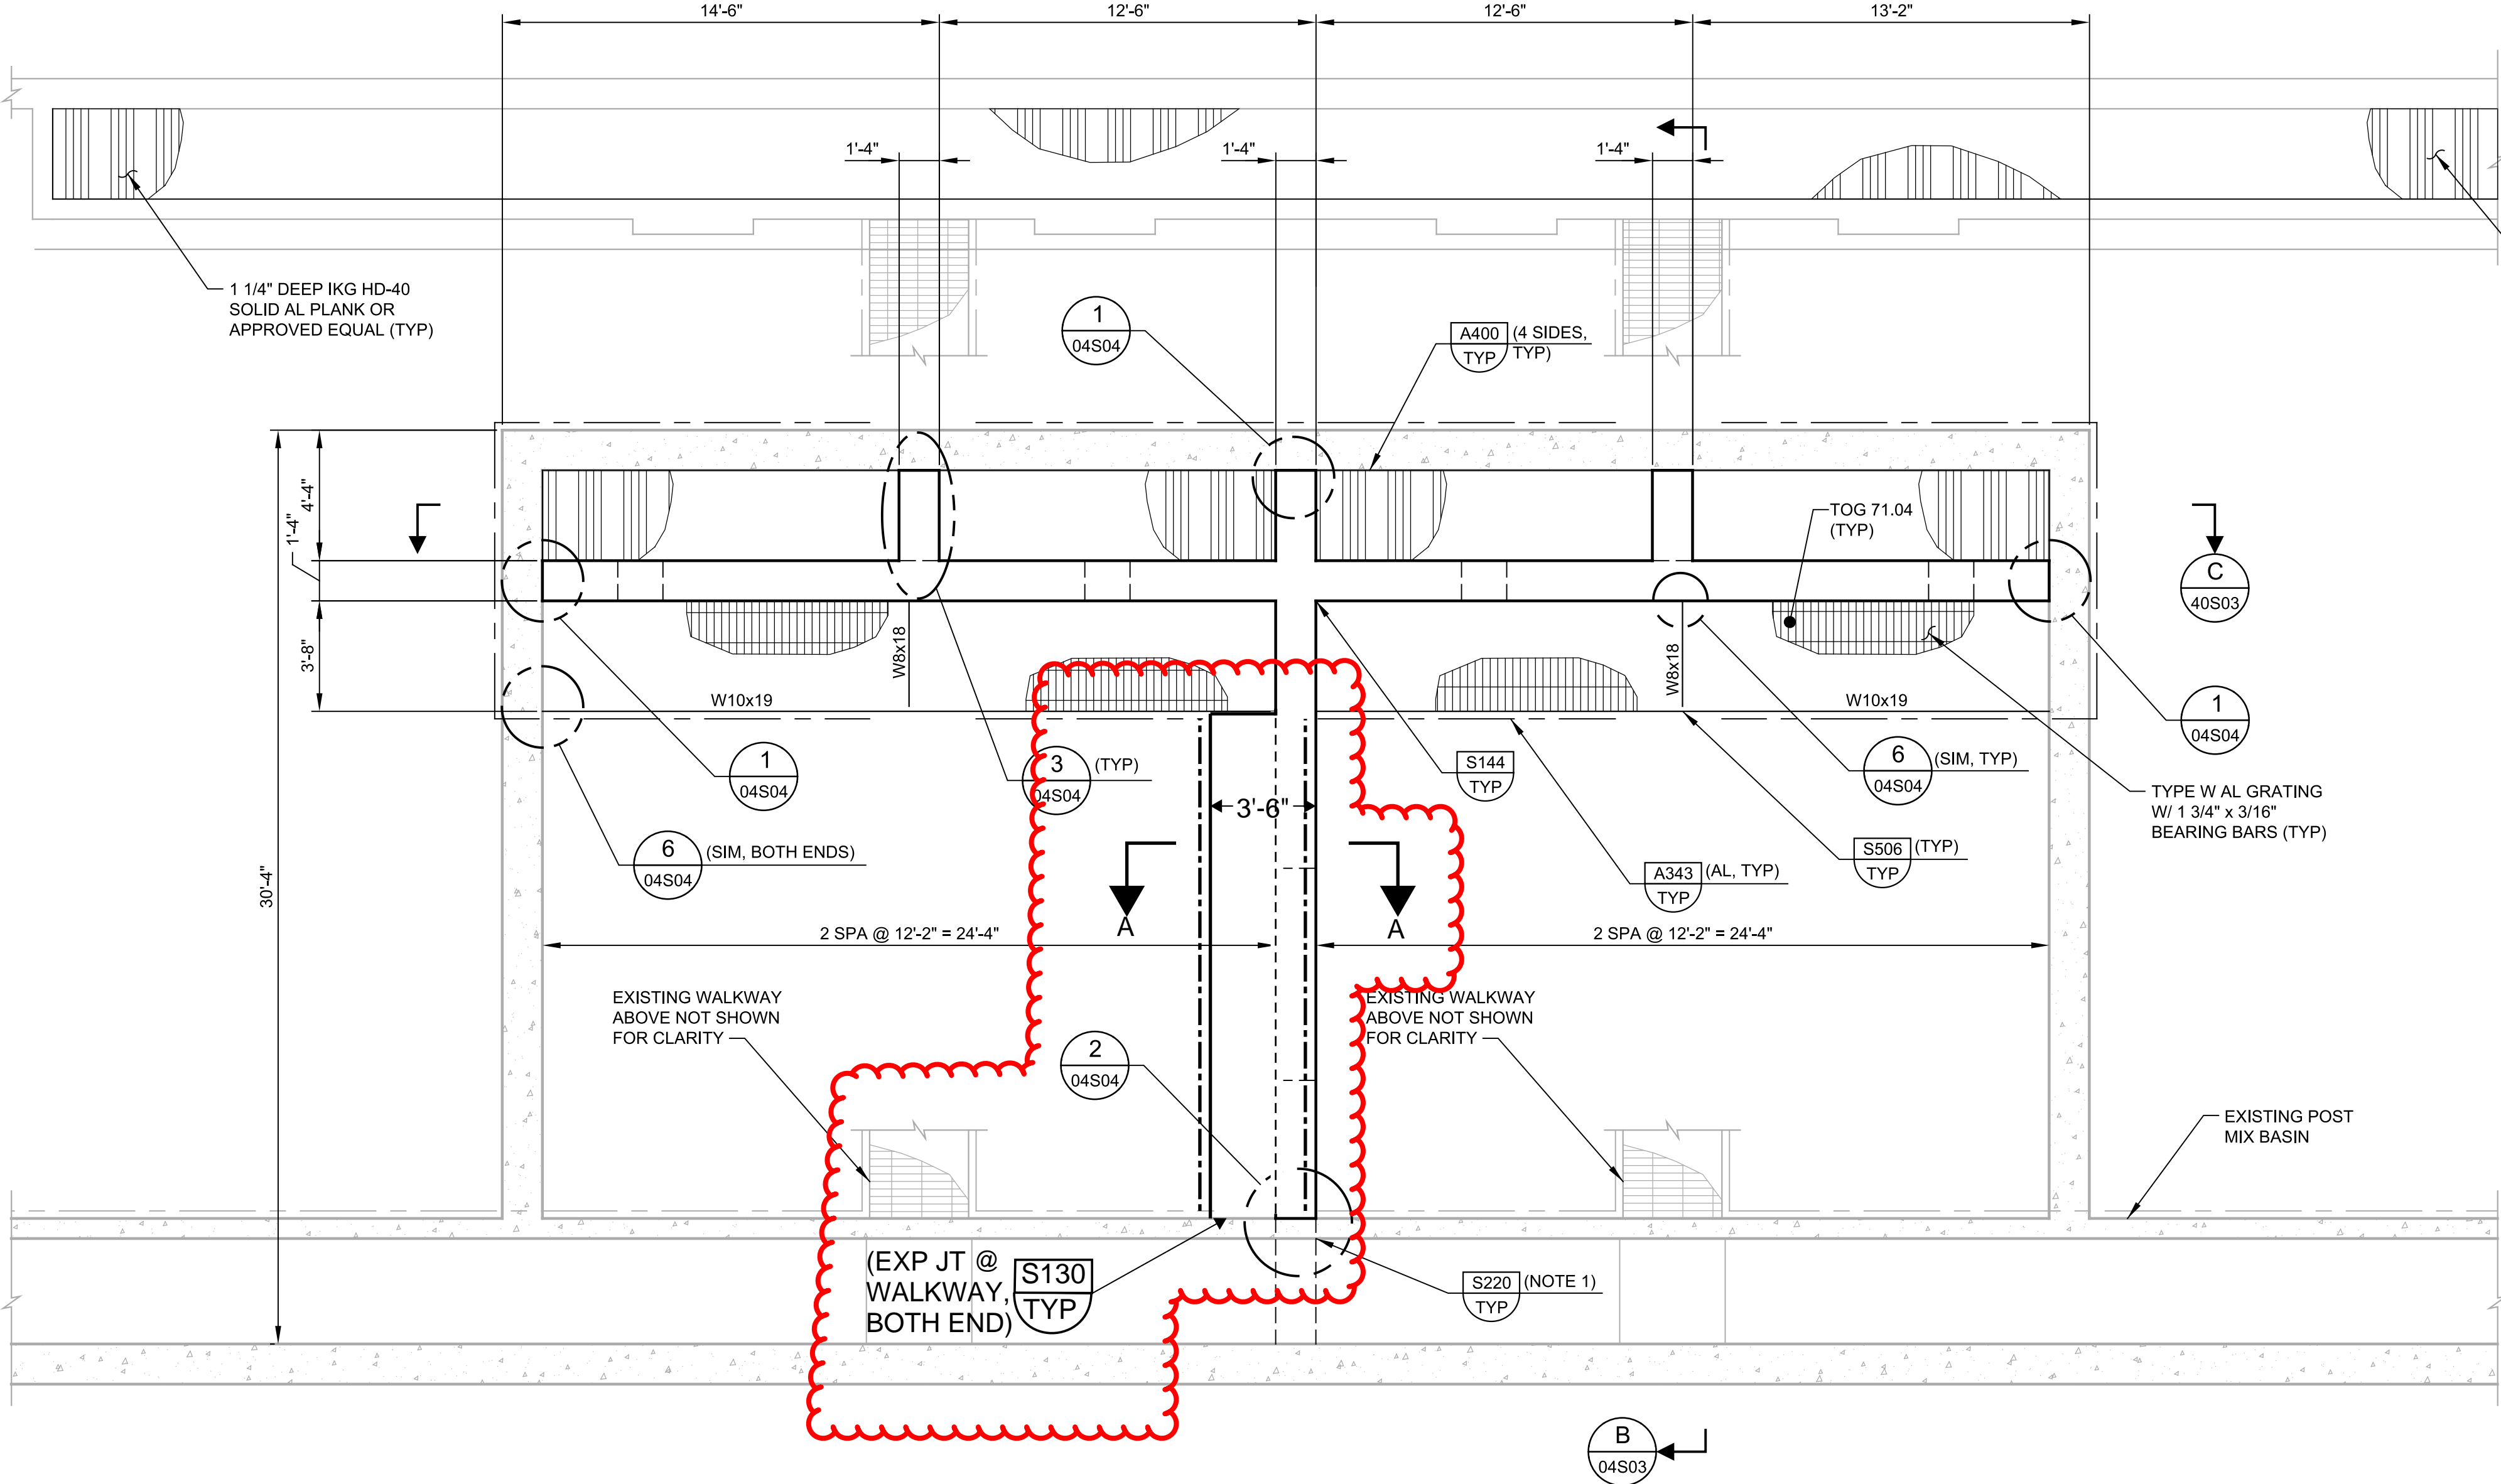 14'-6"
12'-6"
12'-6"
13'-2"
1'-4"
1'-4"
1'-4"
1 1/4" DEEP IKG HD-40
SOLID AL PLANK OR
APPROVED EQUAL (TYP)
1
04S04
A400 (4 SIDES,
TYP TYP)
4'-4"
1'-4"
3'-8"
30'-4"
TOG 71.04
(TYP)
C
40S03
W8x18
W8x18
W10x19
W10x19
1
04S04
1
04S04
3 (TYP)
04S04
S144
TYP
6 (SIM, TYP)
04S04
3'-6"
TYPE W AL GRATING
W/ 1 3/4" x 3/16"
BEARING BARS (TYP)
6 (SIM, BOTH ENDS)
04S04
S506 (TYP)
TYP
A343 (AL, TYP)
TYP
A
A
2 SPA @ 12'-2" = 24'-4"
2 SPA @ 12'-2" = 24'-4"
EXISTING WALKWAY
ABOVE NOT SHOWN
FOR CLARITY
EXISTING WALKWAY
ABOVE NOT SHOWN
FOR CLARITY
2
04S04
EXISTING POST
MIX BASIN
(EXP JT @
WALKWAY,
BOTH END)
S130
TYP
S220 (NOTE 1)
TYP
B
04S03